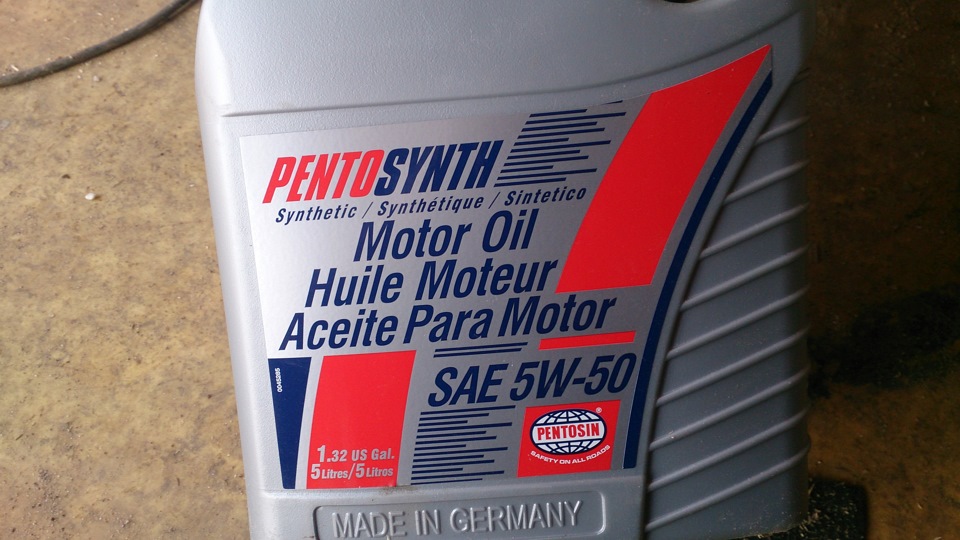 PENTOSYNTH
Synthetic / Synthétique / Sintetico
Motor Oil
Huile Moteur
Aceite Para Motor
SAE 5W-50
0045285
1.32 US Gal.
5 Litres/5 Litros
PENTOSIN®
SAFETY ON ALL ROADS
MADE IN GERMANY